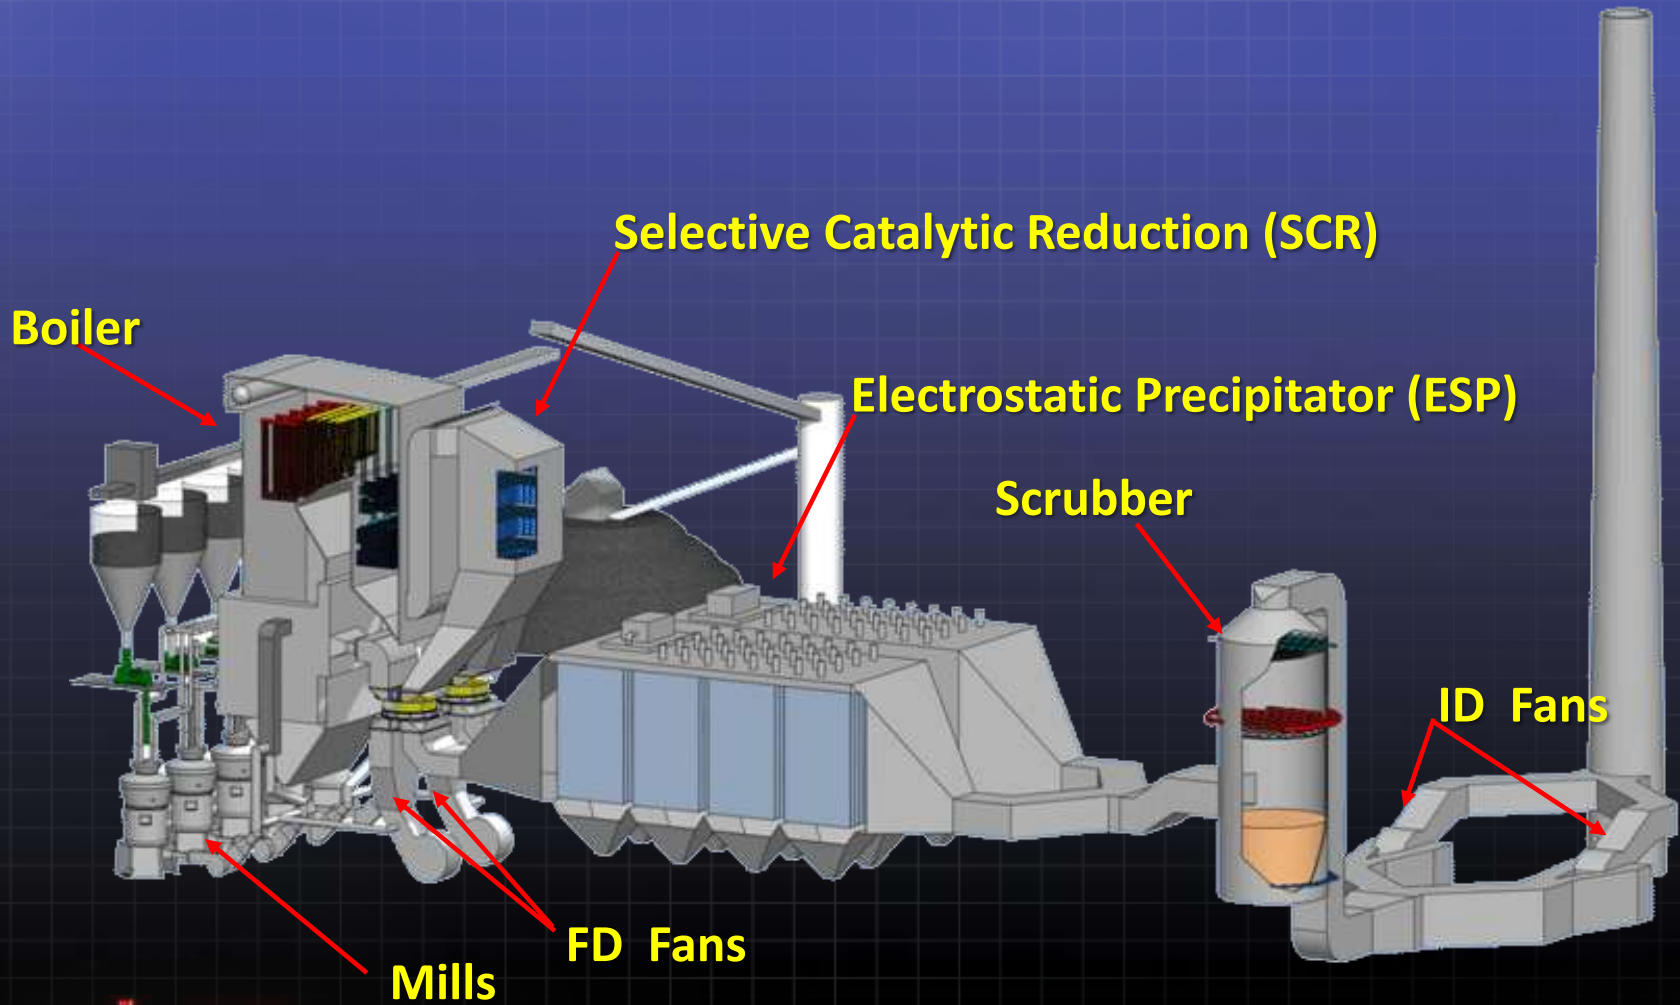 Selective Catalytic Reduction (SCR)
Boiler
Electrostatic Precipitator (ESP)
Scrubber
ID Fans
FD Fans
Mills